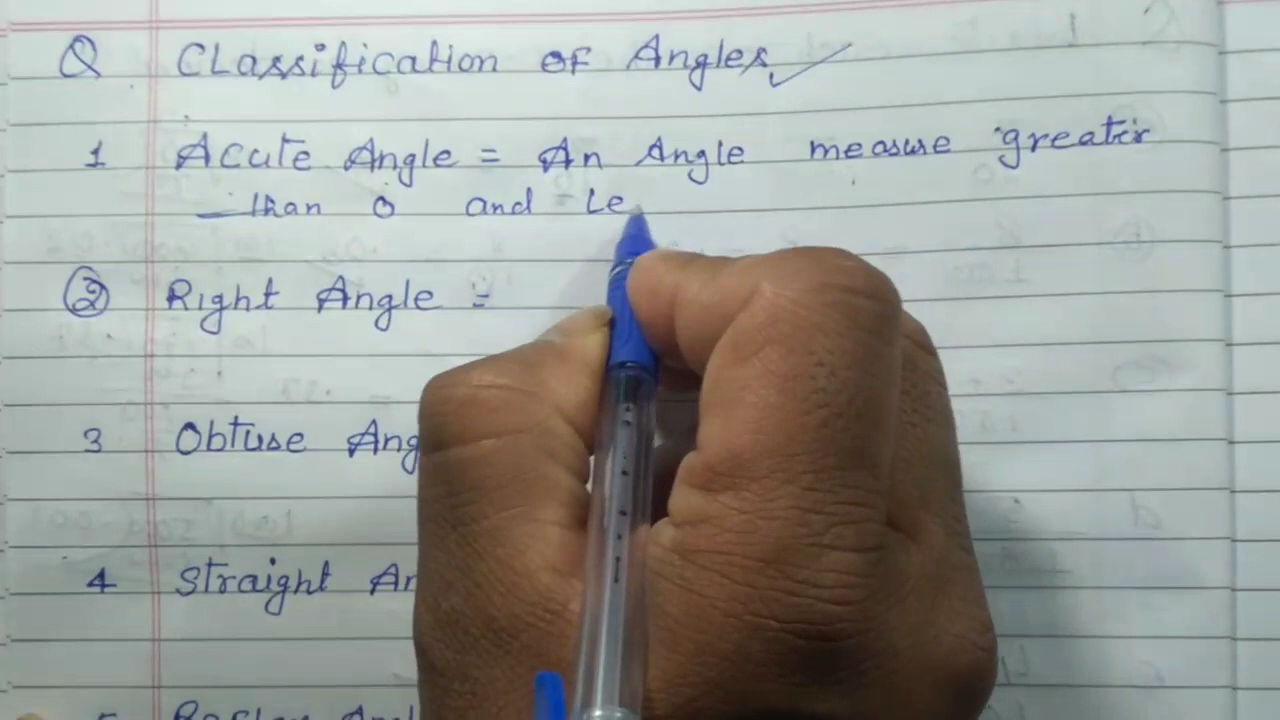 Q Classification of Angles
1 Acute Angle = An Angle measure greater
than 0 and Le
2 Right Angle =
3 Obtuse Ang
4 Straight An